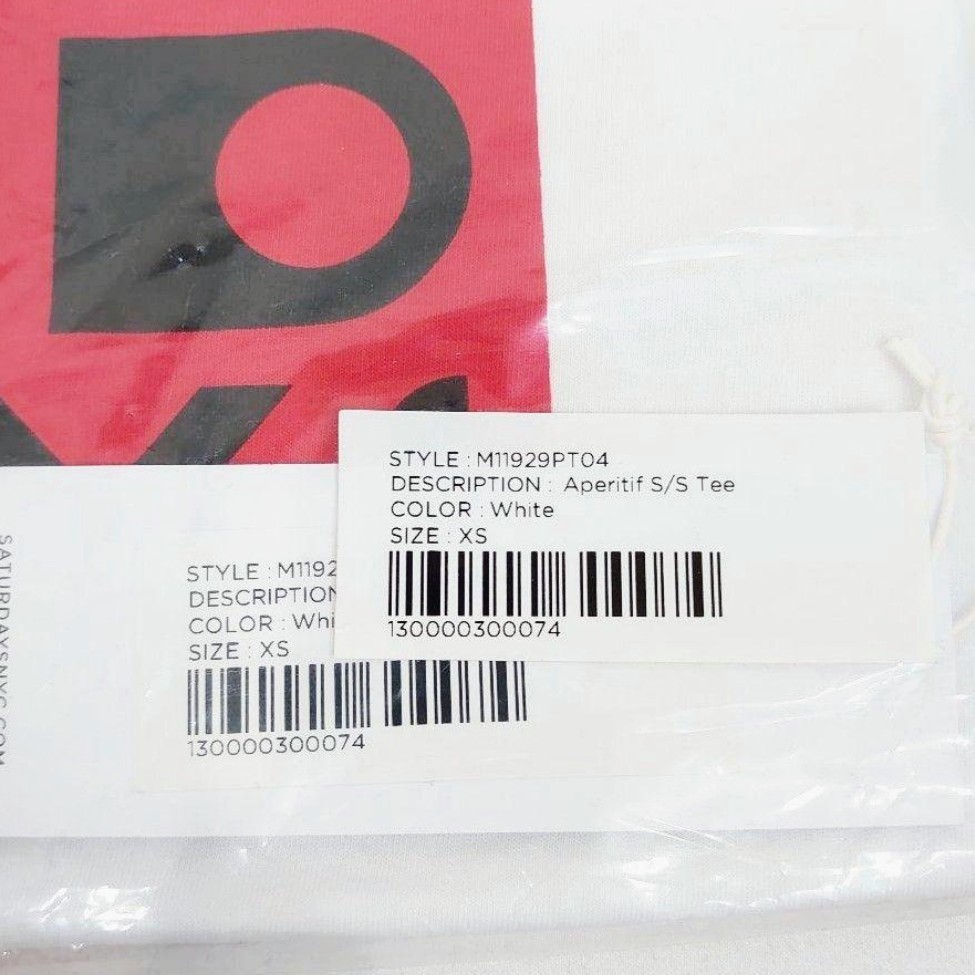 D
STYLE : M11929PT04
DESCRIPTION : Aperitif S/S Tee
COLOR : White
SIZE : XS
130000300074
STYLE : M1192
DESCRIPTION
COLOR : Whi
SIZE : XS
130000300074
SATURDAYSNYC.COM